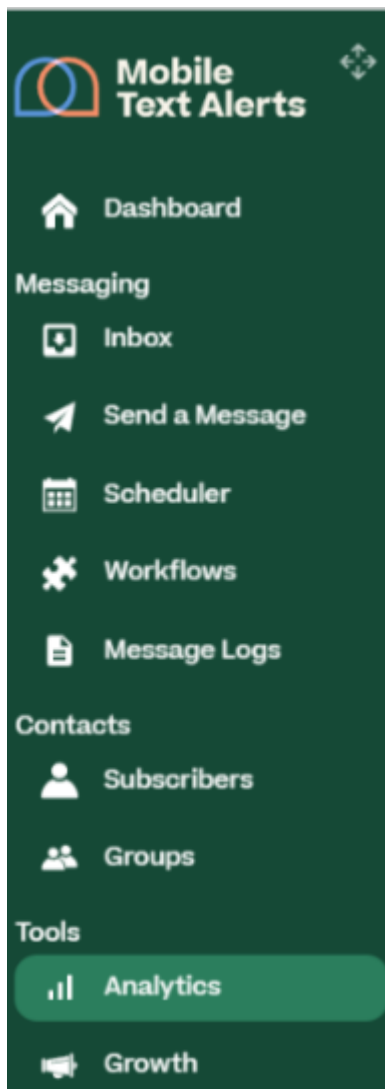 Mobile
Text Alerts
Dashboard
Messaging
Inbox
Send a Message
Scheduler
Workflows
Message Logs
Contacts
Subscribers
Groups
Tools
Analytics
Growth